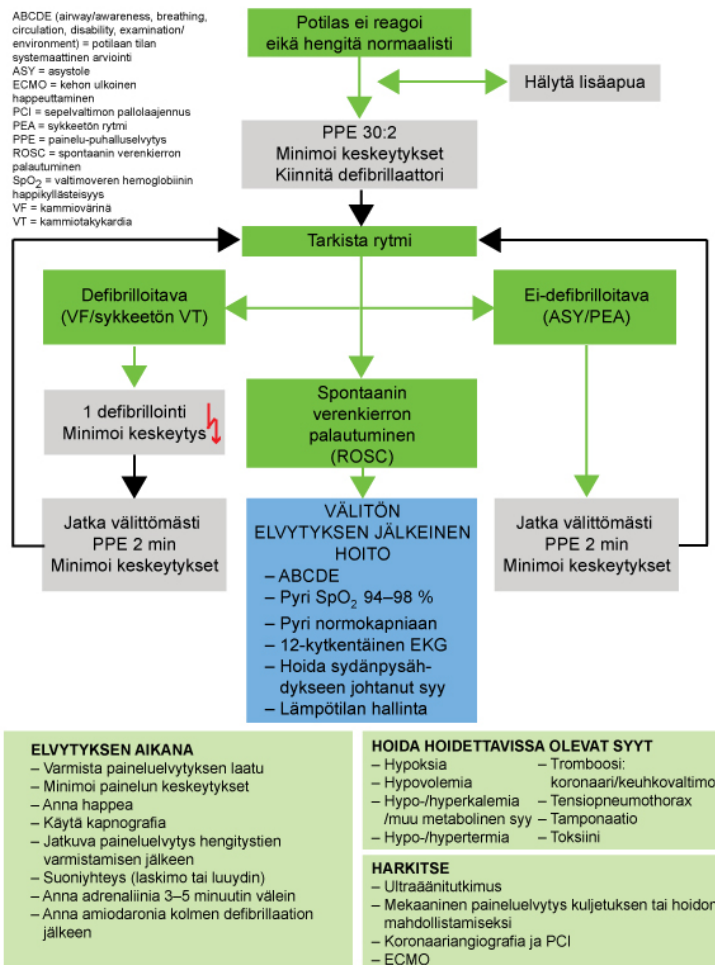 ABCDE (airway/awareness, breathing,
circulation, disability, examination/
environment) = potilaan tilan
systemaattinen arviointi
ASY = asystole
ECMO = kehon ulkoinen
happeuttaminen
PCI = sepelvaltimon pallolaajennus
PEA = sykkeetön rytmi
PPE = painelu-puhalluselvytys
ROSC = spontaanin verenkierron
palautuminen
SpO2 = valtimoveren hemoglobiinin
happikyllästeisyys
VF = kammiovärinä
VT = kammiotakykardia
Potilas ei reagoi
eikä hengitä normaalisti
Hälytä lisäapua
PPE 30:2
Minimoi keskeytykset
Kiinnitä defibrillaattori
Tarkista rytmi
Defibrilloitava
(VF/sykkeetön VT)
Ei-defibrilloitava
(ASY/PEA)
1 defibrillointi
Minimoi keskeytys
Spontaanin
verenkierron
palautuminen
(ROSC)
Jatka välittömästi
PPE 2 min
Minimoi keskeytykset
VÄLITÖN
ELVYTYKSEN JÄLKEINEN
HOITO
– ABCDE
– Pyri SpO2 94–98 %
– Pyri normokapniaan
– 12-kytkentäinen EKG
– Hoida sydänpysäh-
dykseen johtanut syy
– Lämpötilan hallinta
Jatka välittömästi
PPE 2 min
Minimoi keskeytykset
ELVYTYKSEN AIKANA
– Varmista paineluelvytyksen laatu
– Minimoi painelun keskeytykset
– Anna happea
– Käytä kapnografia
– Jatkuva paineluelvytys hengitystien
varmistamisen jälkeen
– Suoniyhteys (laskimo tai luuydin)
– Anna adrenaliinia 3–5 minuutin välein
– Anna amiodaronia kolmen defibrillaation
jälkeen
HOIDA HOIDETTAVISSA OLEVAT SYYT
– Hypoksia
– Hypovolemia
– Hypo-/hyperkalemia
/muu metabolinen syy
– Hypo-/hypertermia
– Tromboosi:
koronaari/keuhkovaltimo
– Tensiopneumothorax
– Tamponaatio
– Toksiini
HARKITSE
– Ultraäänitutkimus
– Mekaaninen paineluelvytys kuljetuksen tai hoidon
mahdollistamiseksi
– Koronaariangiografia ja PCI
– ECMO